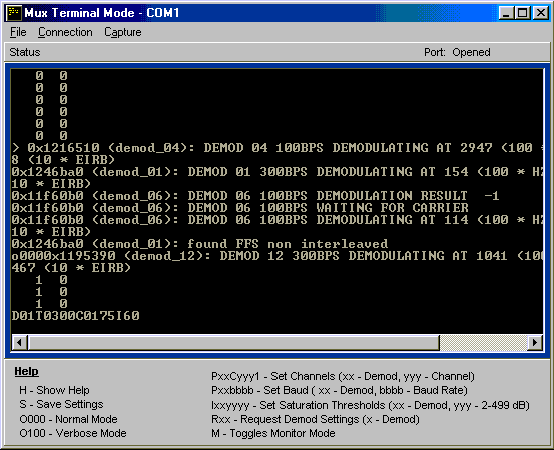 Mux Terminal Mode - COM1
File Connection Capture
Status Port: Opened
0 0
0 0
0 0
0 0
0 0
0 0
> 0x1216510 (demod_04): DEMOD 04 100BPS DEMODULATING AT 2947 (100 *
8 (10 * EIRB)
0x1246ba0 (demod_01): DEMOD 01 300BPS DEMODULATING AT 154 (100 * HZ
10 * EIRB)
0x11f60b0 (demod_06): DEMOD 06 100BPS DEMODULATION RESULT -1
0x11f60b0 (demod_06): DEMOD 06 100BPS WAITING FOR CARRIER
0x11f60b0 (demod_06): DEMOD 06 100BPS DEMODULATING AT 114 (100 * HZ
10 * EIRB)
0x1246ba0 (demod_01): found FFS non interleaved
o0000x1195390 (demod_12): DEMOD 12 300BPS DEMODULATING AT 1041 (100
467 (10 * EIRB)
1 0
1 0
1 0
D01T0300C0175I60
Help
H - Show Help
S - Save Settings
O000 - Normal Mode
O100 - Verbose Mode
PxxCyyy1 - Set Channels (xx - Demod, yyy - Channel)
Pxxbbbb - Set Baud ( xx - Demod, bbbb - Baud Rate)
Ixxyyyy - Set Saturation Thresholds (xx - Demod, yyy - 2-499 dB)
Rxx - Request Demod Settings (x - Demod)
M - Toggles Monitor Mode